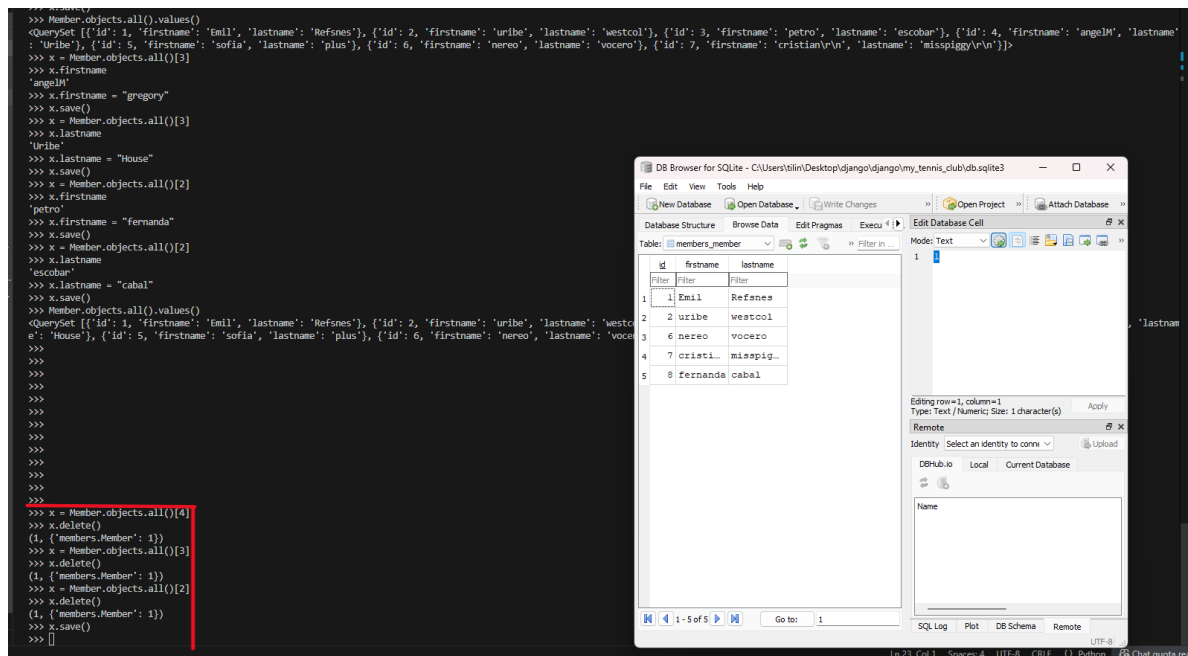 >>> x.save()
>>> Member.objects.all().values()
<QuerySet [{'id': 1, 'firstname': 'Emil', 'lastname': 'Refsnes'}, {'id': 2, 'firstname': 'uribe', 'lastname': 'westcol'}, {'id': 3, 'firstname': 'petro', 'lastname': 'escobar'}, {'id': 4, 'firstname': 'angelM', 'lastname'
: 'Uribe'}, {'id': 5, 'firstname': 'sofia', 'lastname': 'plus'}, {'id': 6, 'firstname': 'nereo', 'lastname': 'vocero'}, {'id': 7, 'firstname': 'cristian\r\n', 'lastname': 'misspiggy\r\n'}]>
>>> x = Member.objects.all()[3]
>>> x.firstname
'angelM'
>>> x.firstname = "gregory"
>>> x.save()
>>> x = Member.objects.all()[3]
>>> x.lastname
'Uribe'
>>> x.lastname = "House"
>>> x.save()
>>> x = Member.objects.all()[2]
>>> x.firstname
'petro'
>>> x.firstname = "fernanda"
>>> x.save()
>>> x = Member.objects.all()[2]
>>> x.lastname
'escobar'
>>> x.lastname = "cabal"
>>> x.save()
>>> Member.objects.all().values()
<QuerySet [{'id': 1, 'firstname': 'Emil', 'lastname': 'Refsnes'}, {'id': 2, 'firstname': 'uribe', 'lastname': 'westco
, 'lastnam
e': 'House'}, {'id': 5, 'firstname': 'sofia', 'lastname': 'plus'}, {'id': 6, 'firstname': 'nereo', 'lastname': 'voce
>>>
>>>
>>>
>>>
>>>
>>>
>>>
>>>
>>>
>>>
>>>
>>>
>>>
>>> x = Member.objects.all()[4]
>>> x.delete()
(1, {'members.Member': 1})
>>> x = Member.objects.all()[3]
>>> x.delete()
(1, {'members.Member': 1})
>>> x = Member.objects.all()[2]
>>> x.delete()
(1, {'members.Member': 1})
>>> x.save()
>>>
DB Browser for SQLite - C:\Users\tilin\Desktop\django\django\my_tennis_club\db.sqlite3
File Edit View Tools Help
New Database Open Database Write Changes » Open Project » Attach Database »
Database Structure Browse Data Edit Pragmas Execu
Table: members_member » Filter in ...
id firstname lastname
Filter Filter Filter
1 1 Emil Refsnes
2 2 uribe westcol
3 6 nereo vocero
4 7 cristi… misspig…
5 8 fernanda cabal
1 - 5 of 5 Go to: 1
Edit Database Cell
Mode: Text »
1 1
Editing row=1, column=1
Type: Text / Numeric; Size: 1 character(s)
Apply
Remote
Identity Select an identity to conne Upload
DBHub.io Local Current Database
Name
SQL Log Plot DB Schema Remote
UTF-8
Ln 23, Col 1 Spaces: 4 UTF-8 CRLF {} Python Chat quota re